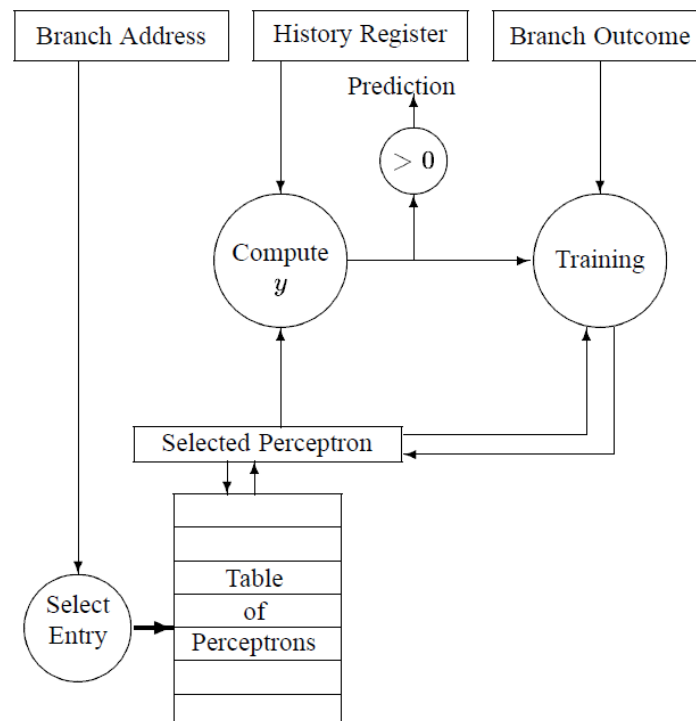 Branch Address
History Register
Branch Outcome
Prediction
> 0
Compute
y
Training
Selected Perceptron
Table
of
Perceptrons
Select
Entry